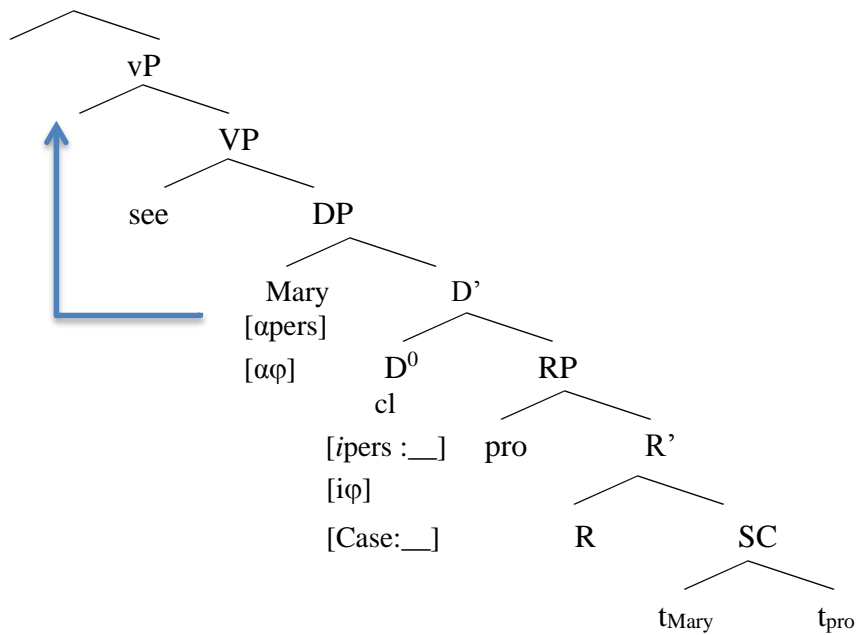 vP
VP
see DP
Mary D’
[αpers]
[αφ] D⁰ RP
cl
[ipers :__] pro R’
[iφ]
[Case:__] R SC
tMary tpro